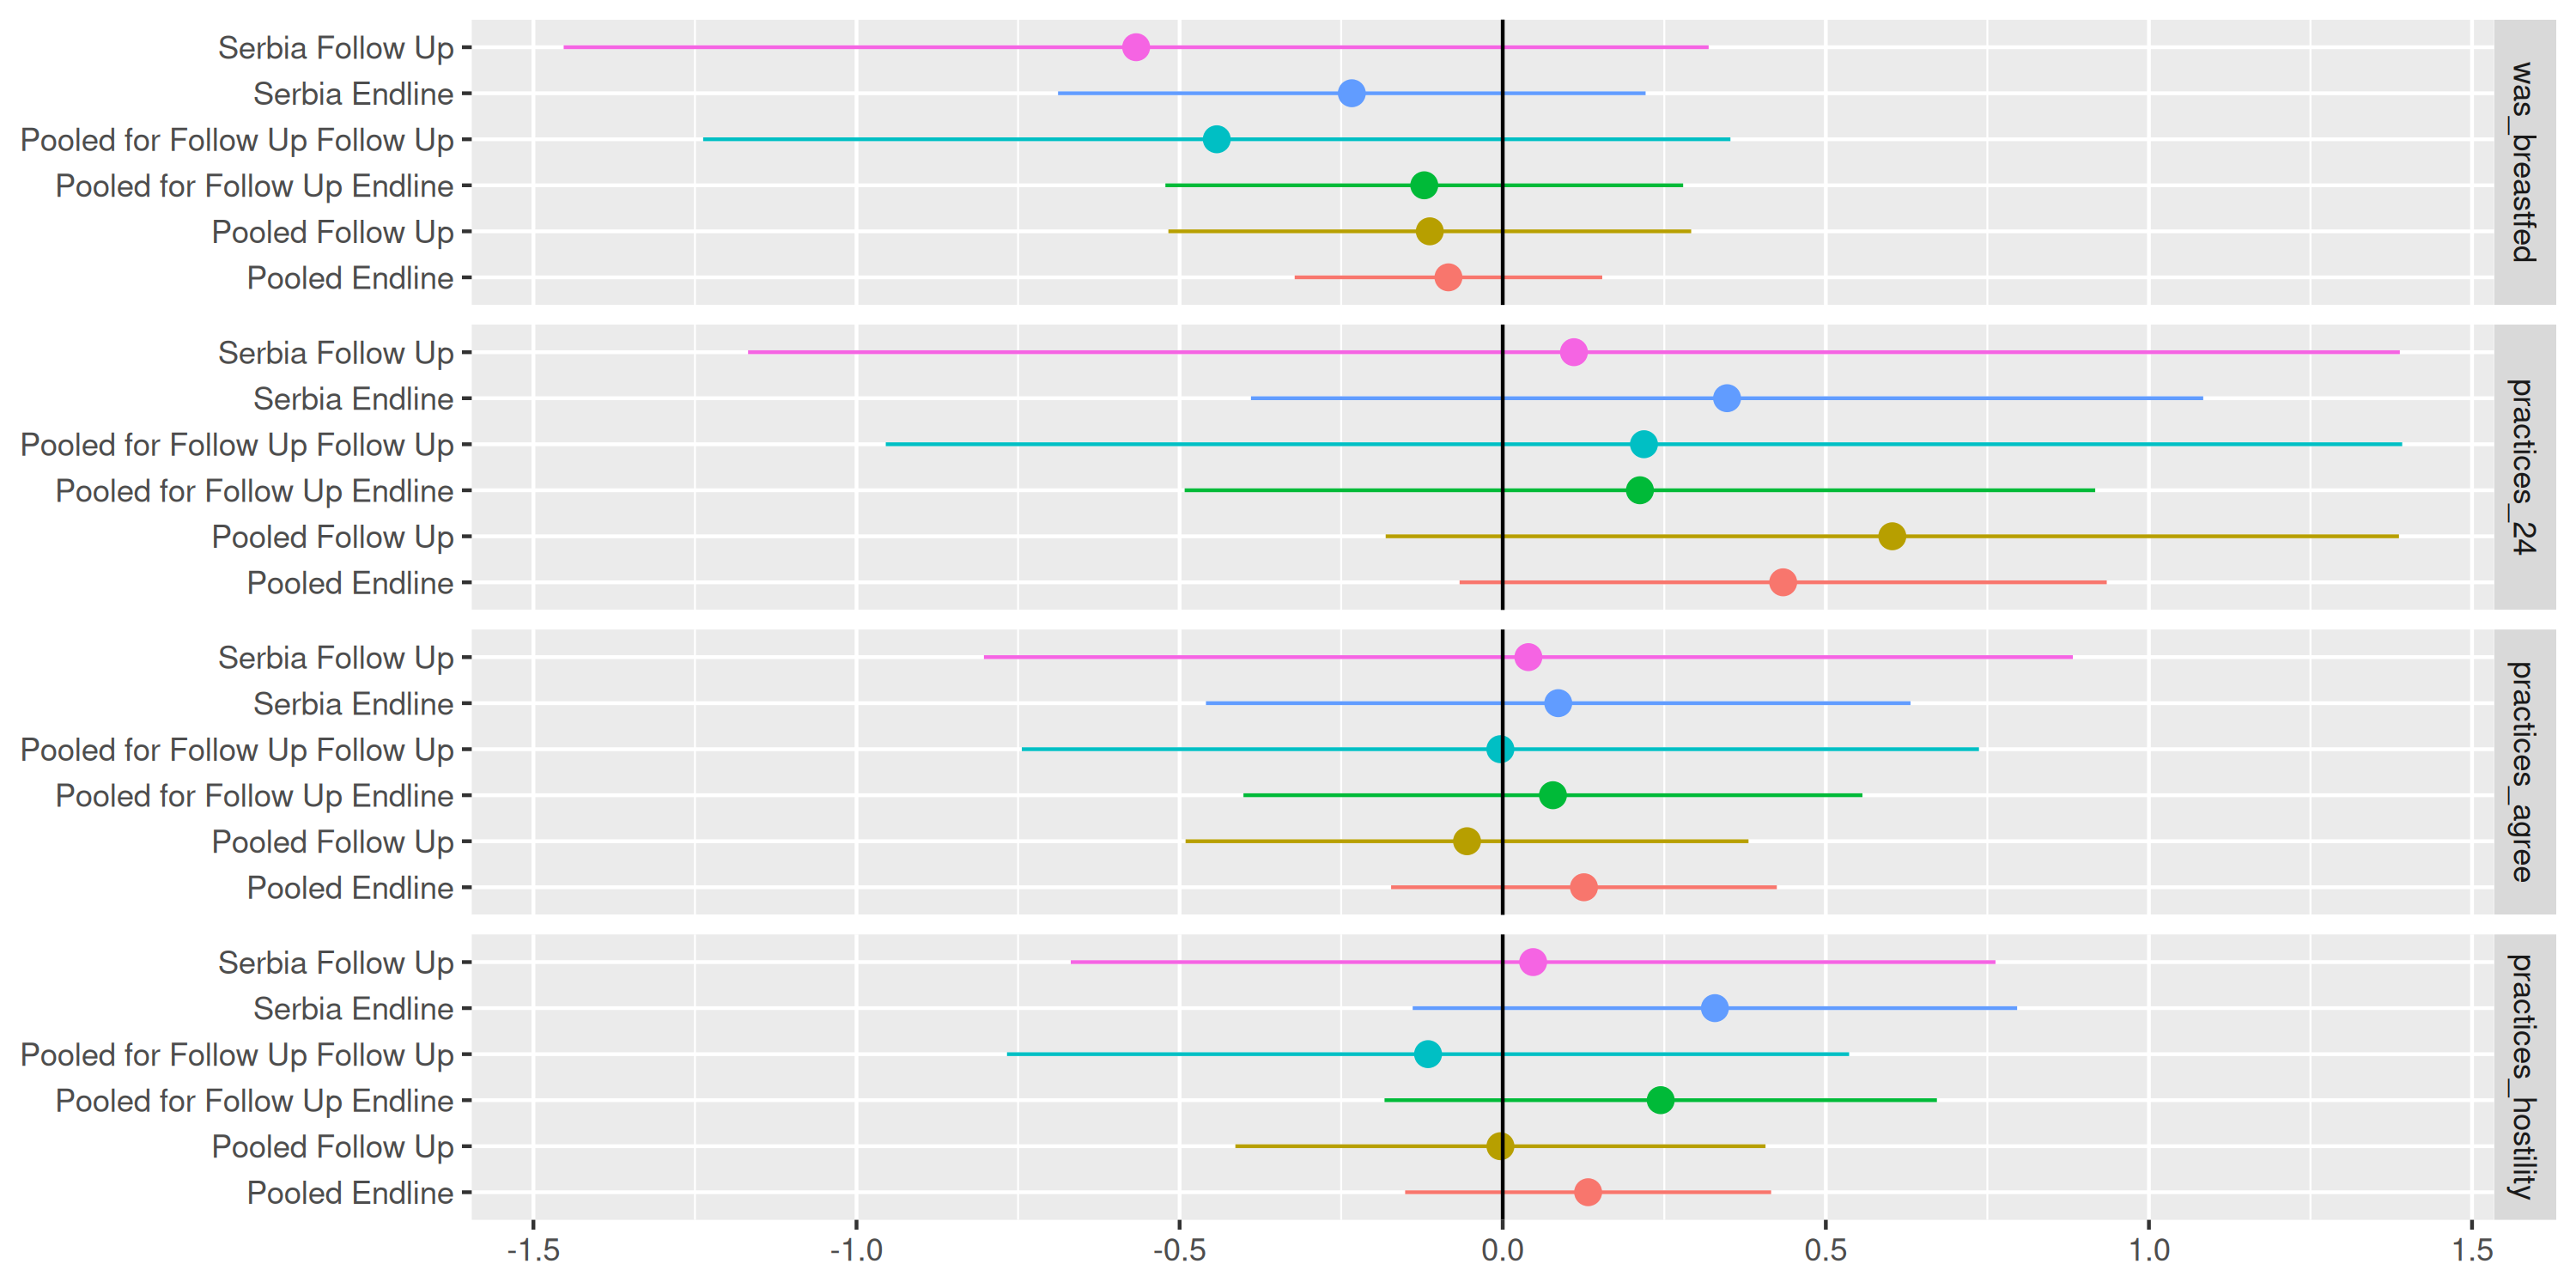 Serbia Follow Up
Serbia Endline
Pooled for Follow Up Follow Up
Pooled for Follow Up Endline
Pooled Follow Up
Pooled Endline
was_breastfed
Serbia Follow Up
Serbia Endline
Pooled for Follow Up Follow Up
Pooled for Follow Up Endline
Pooled Follow Up
Pooled Endline
practices_24
Serbia Follow Up
Serbia Endline
Pooled for Follow Up Follow Up
Pooled for Follow Up Endline
Pooled Follow Up
Pooled Endline
practices_agree
Serbia Follow Up
Serbia Endline
Pooled for Follow Up Follow Up
Pooled for Follow Up Endline
Pooled Follow Up
Pooled Endline
practices_hostility
-1.5 -1.0 -0.5 0.0 0.5 1.0 1.5